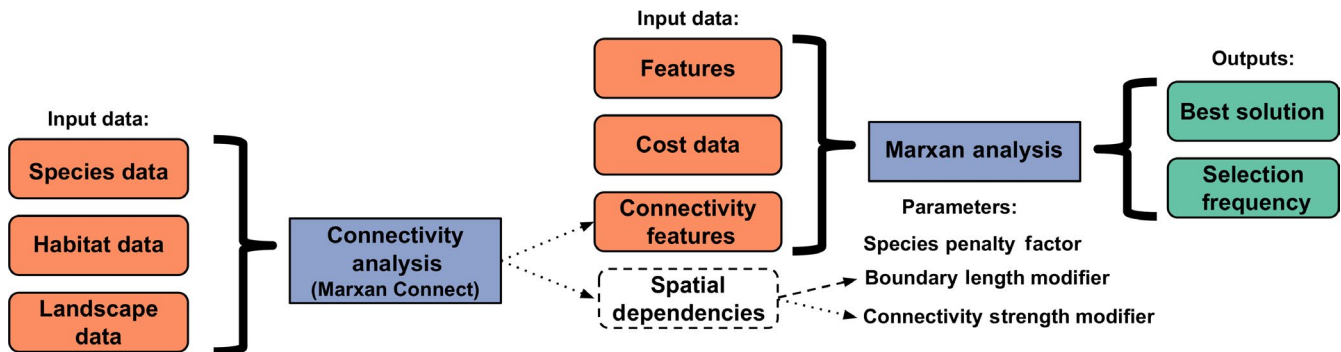 Input data:
Species data
Habitat data
Landscape
data
Connectivity
analysis
(Marxan Connect)
Input data:
Features
Cost data
Connectivity
features
Spatial
dependencies
Marxan analysis
Parameters:
Species penalty factor
Boundary length modifier
Connectivity strength modifier
Outputs:
Best solution
Selection
frequency